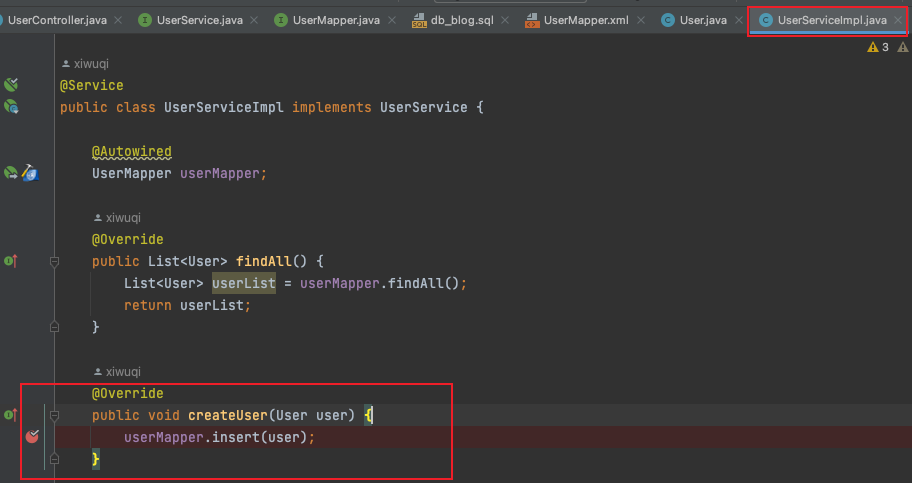 UserController.java UserService.java UserMapper.java db_blog.sql UserMapper.xml User.java UserServiceImpl.java
3
xiwuqi
@Service
public class UserServiceImpl implements UserService {
@Autowired
UserMapper userMapper;
xiwuqi
@Override
public List<User> findAll() {
List<User> userList = userMapper.findAll();
return userList;
}
xiwuqi
@Override
public void createUser(User user) {
userMapper.insert(user);
}